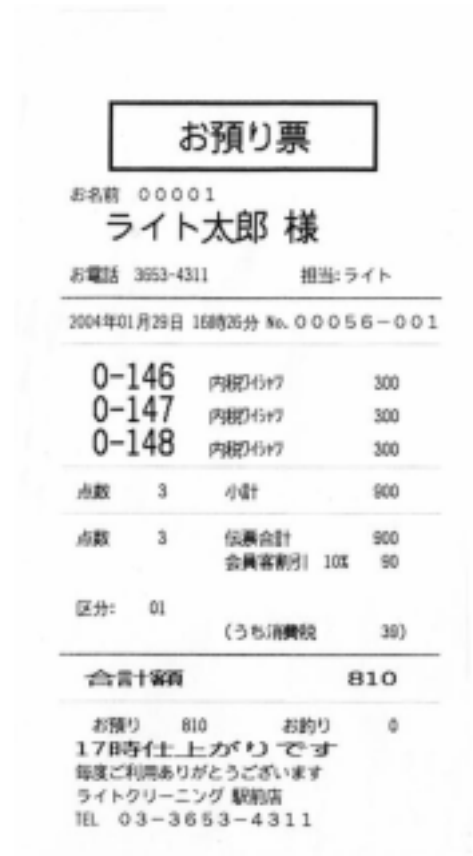 お預り票
お名前 00001
ライト太郎 様
お電話 3653-4311 担当:ライト
2004年01月29日 16時26分 No.00056-001
0-146 内税ワイシャツ 300
0-147 内税ワイシャツ 300
0-148 内税ワイシャツ 300
点数 3 小計 900
点数 3 伝票合計 900
会員客割引 10% 90
区分: 01
(うち消費税 39)
合計額 810
お預り 810 お釣り 0
17時仕上がりです
毎度ご利用ありがとうございます
ライトクリーニング 駅前店
TEL 03-3653-4311